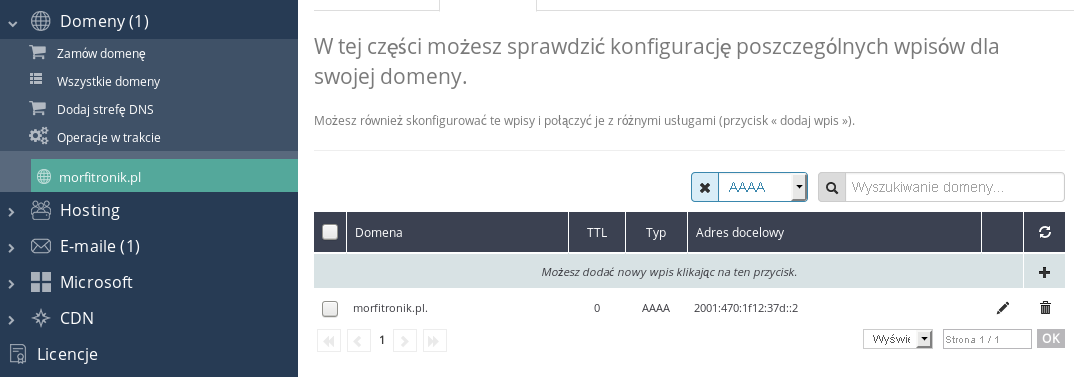 Domeny (1)
Zamów domenę
Wszystkie domeny
Dodaj strefę DNS
Operacje w trakcie
morfitronik.pl
Hosting
E-maile (1)
Microsoft
CDN
Licencje
W tej części możesz sprawdzić konfigurację poszczególnych wpisów dla
swojej domeny.
Możesz również skonfigurować te wpisy i połączyć je z różnymi usługami (przycisk « dodaj wpis »).
AAAA Wyszukiwanie domeny...
Domena TTL Typ Adres docelowy
Możesz dodać nowy wpis klikając na ten przycisk.
morfitronik.pl. 0 AAAA 2001:470:1f12:37d::2
1 Wyświe Strona 1 / 1 OK